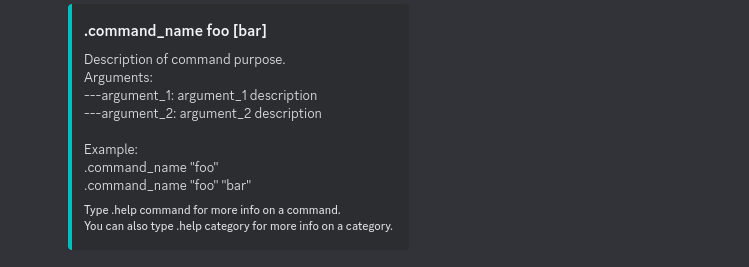 .command_name foo [bar]
Description of command purpose.
Arguments:
---argument_1: argument_1 description
---argument_2: argument_2 description
Example:
.command_name "foo"
.command_name "foo" "bar"
Type .help command for more info on a command.
You can also type .help category for more info on a category.